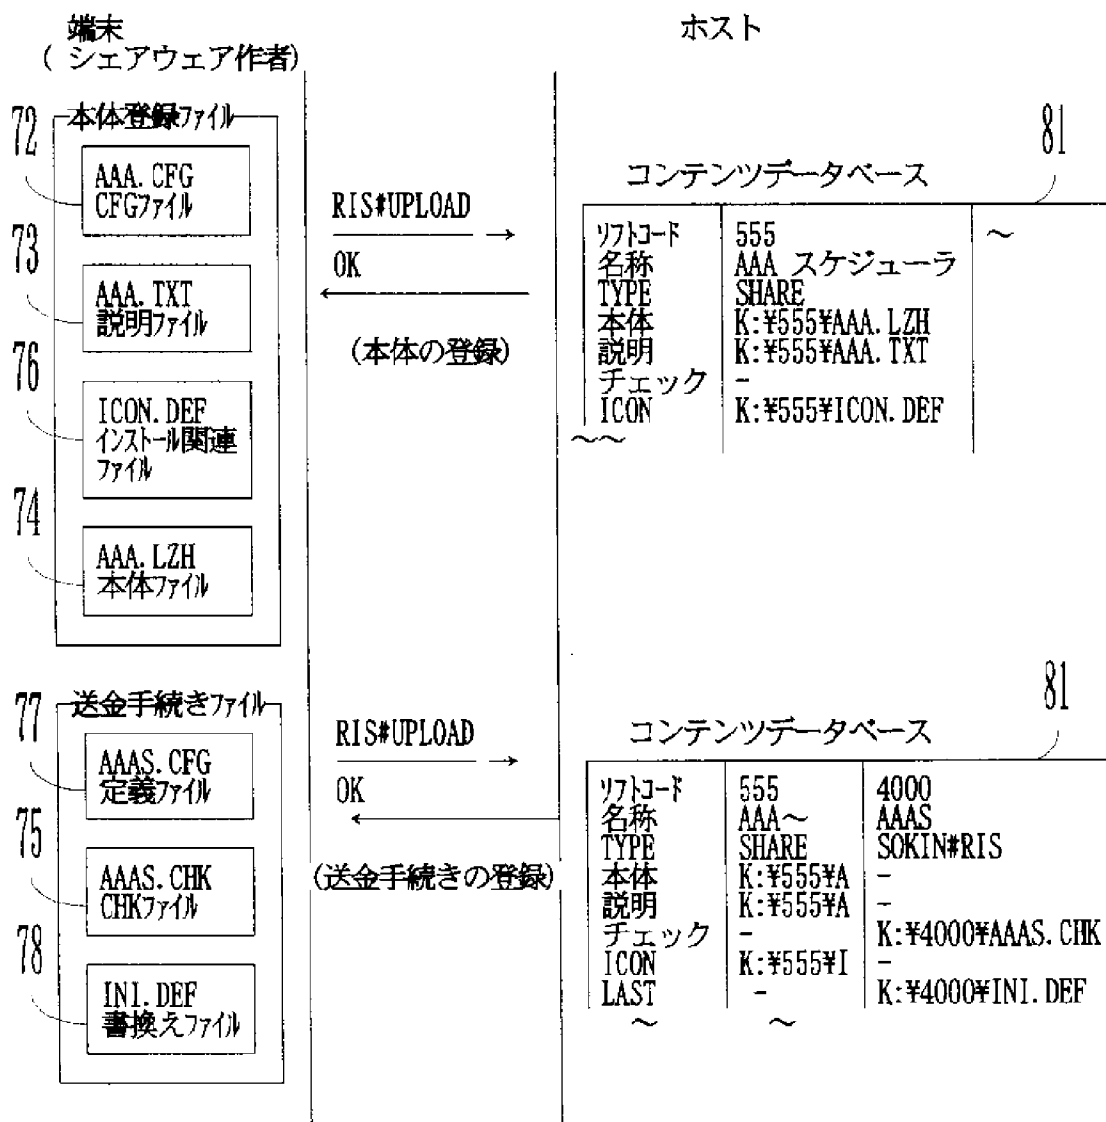 端末
(シェアウェア作者)
ホスト
72
本体登録ファイル
AAA.CFG
CFGファイル
73
AAA.TXT
説明ファイル
76
ICON.DEF
インストール関連
ファイル
74
AAA.LZH
本体ファイル
RIS#UPLOAD
OK
(本体の登録)
81
コンテンツデータベース
ソフトコード 555 ~
名称 AAA スケジューラ
TYPE SHARE
本体 K:¥555¥AAA.LZH
説明 K:¥555¥AAA.TXT
チェック -
ICON K:¥555¥ICON.DEF
~~
77
送金手続きファイル
AAAS.CFG
定義ファイル
75
AAAS.CHK
CHKファイル
78
INI.DEF
書換えファイル
RIS#UPLOAD
OK
(送金手続きの登録)
81
コンテンツデータベース
ソフトコード 555 4000
名称 AAA~ AAAS
TYPE SHARE SOKIN#RIS
本体 K:¥555¥A -
説明 K:¥555¥A -
チェック - K:¥4000¥AAAS.CHK
ICON K:¥555¥I -
LAST - K:¥4000¥INI.DEF
~ ~